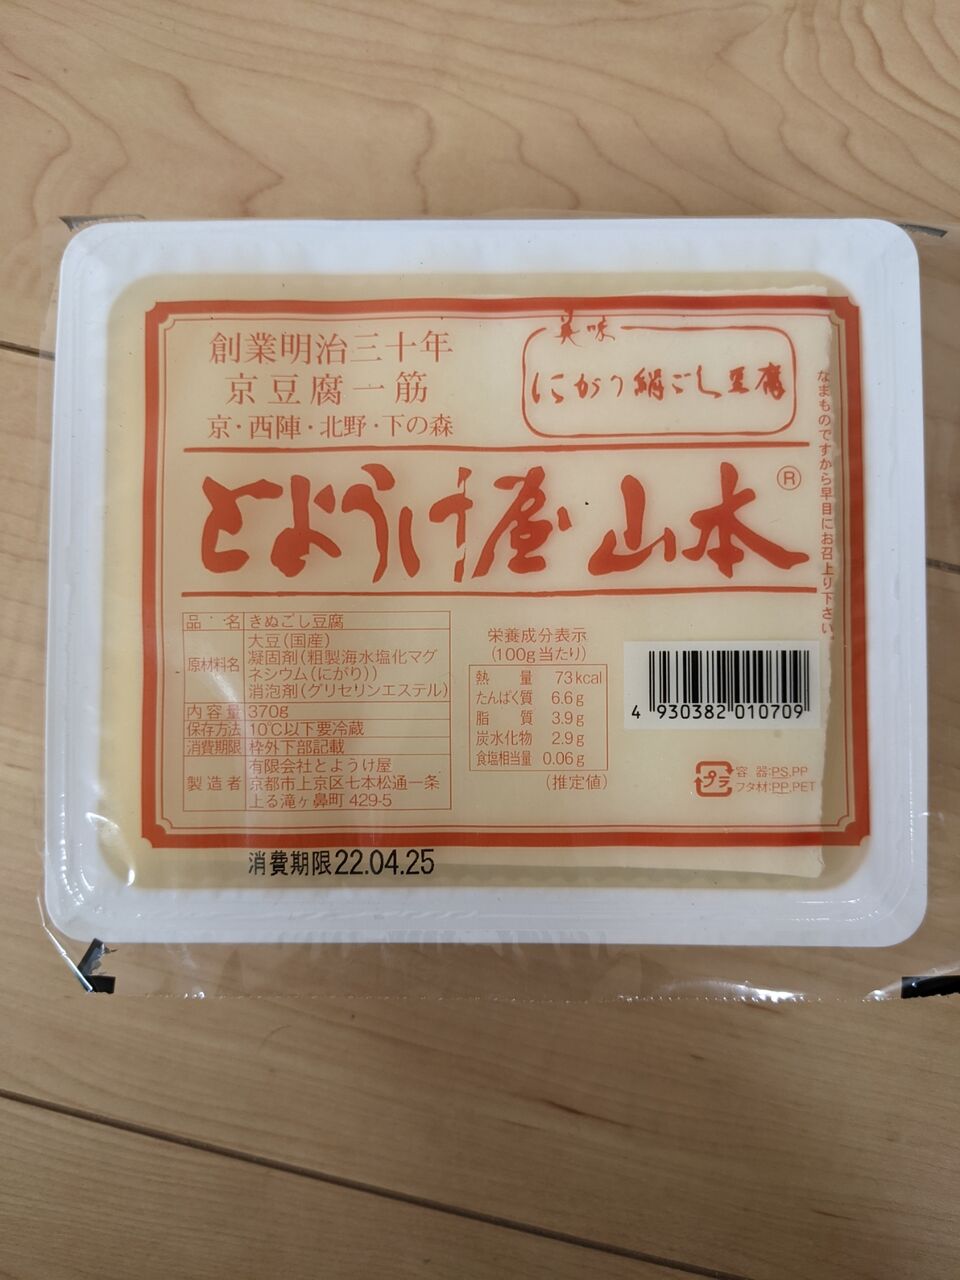 創業明治三十年
京豆腐一筋
京・西陣・北野・下の森
美味
にがり絹ごし豆腐
なまものですから早目にお召上り下さい。
とようけ屋山本®
品・名 きぬごし豆腐
原材料名 大豆(国産)
凝固剤(粗製海水塩化マグ
ネシウム(にがり))
消泡剤(グリセリンエステル)
内容量 370g
保存方法 10℃以下要冷蔵
消費期限 枠外下部記載
製造者 有限会社とようけ屋
京都市上京区七本松通一条
上る滝ヶ鼻町 429-5
栄養成分表示
(100g当たり)
熱量 73kcal
たんぱく質 6.6g
脂質 3.9g
炭水化物 2.9g
食塩相当量 0.06g
(推定値)
4 930382 010709
プラ
容器:PS,PP
フタ材:PP,PET
消費期限22.04.25